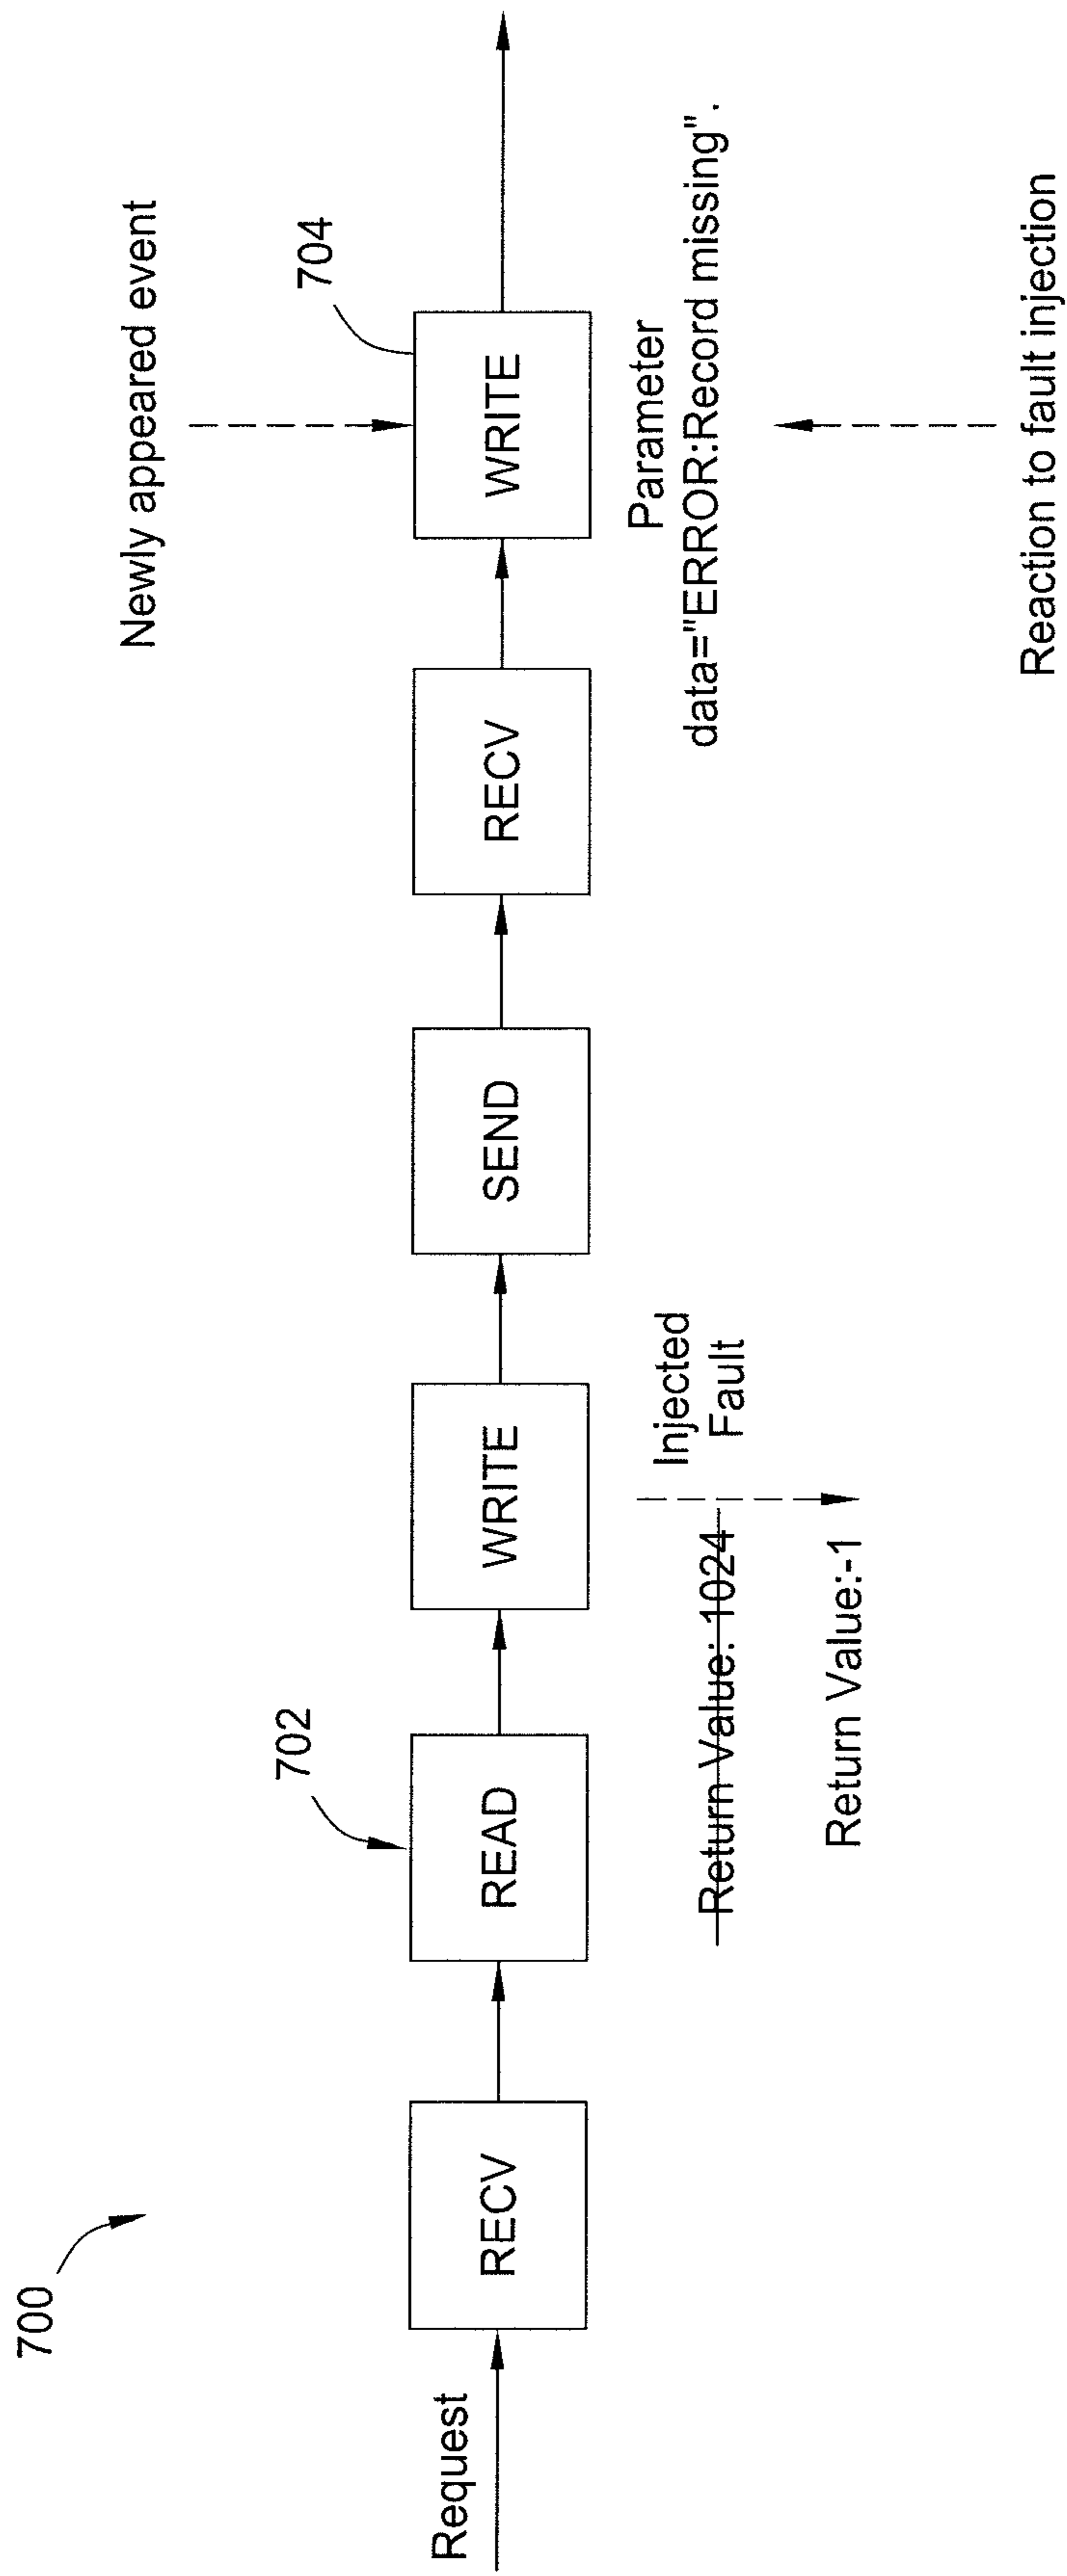 700
Newly appeared event
702
704
Request
RECV
READ
WRITE
SEND
RECV
WRITE
Return Value: 1024
Injected
Fault
Return Value:-1
Parameter
data="ERROR:Record missing".
Reaction to fault injection